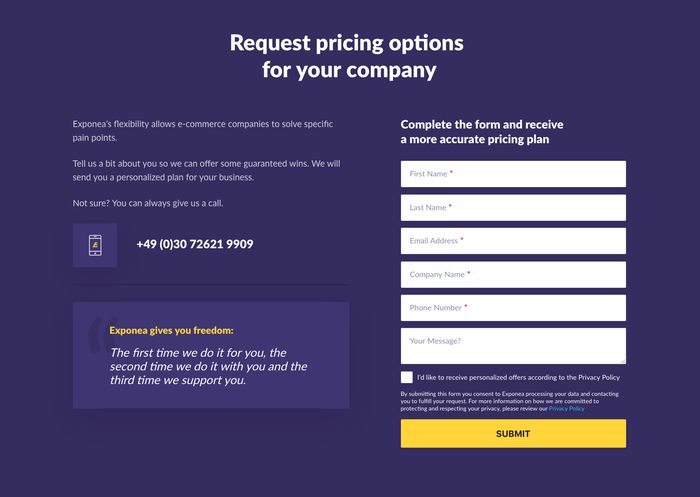 Request pricing options
for your company
Exponea's flexibility allows e-commerce companies to solve specific
pain points.
Tell us a bit about you so we can offer some guaranteed wins. We will
send you a personalized plan for your business.
Not sure? You can always give us a call.
+49 (0)30 72621 9909
Exponea gives you freedom:
The first time we do it for you, the
second time we do it with you and the
third time we support you.
Complete the form and receive
a more accurate pricing plan
First Name *
Last Name *
Email Address *
Company Name *
Phone Number *
Your Message?
I'd like to receive personalized offers according to the Privacy Policy
By submitting this form you consent to Exponea processing your data and contacting
you to fulfill your request. For more information on how we are committed to
protecting and respecting your privacy, please review our Privacy Policy
SUBMIT